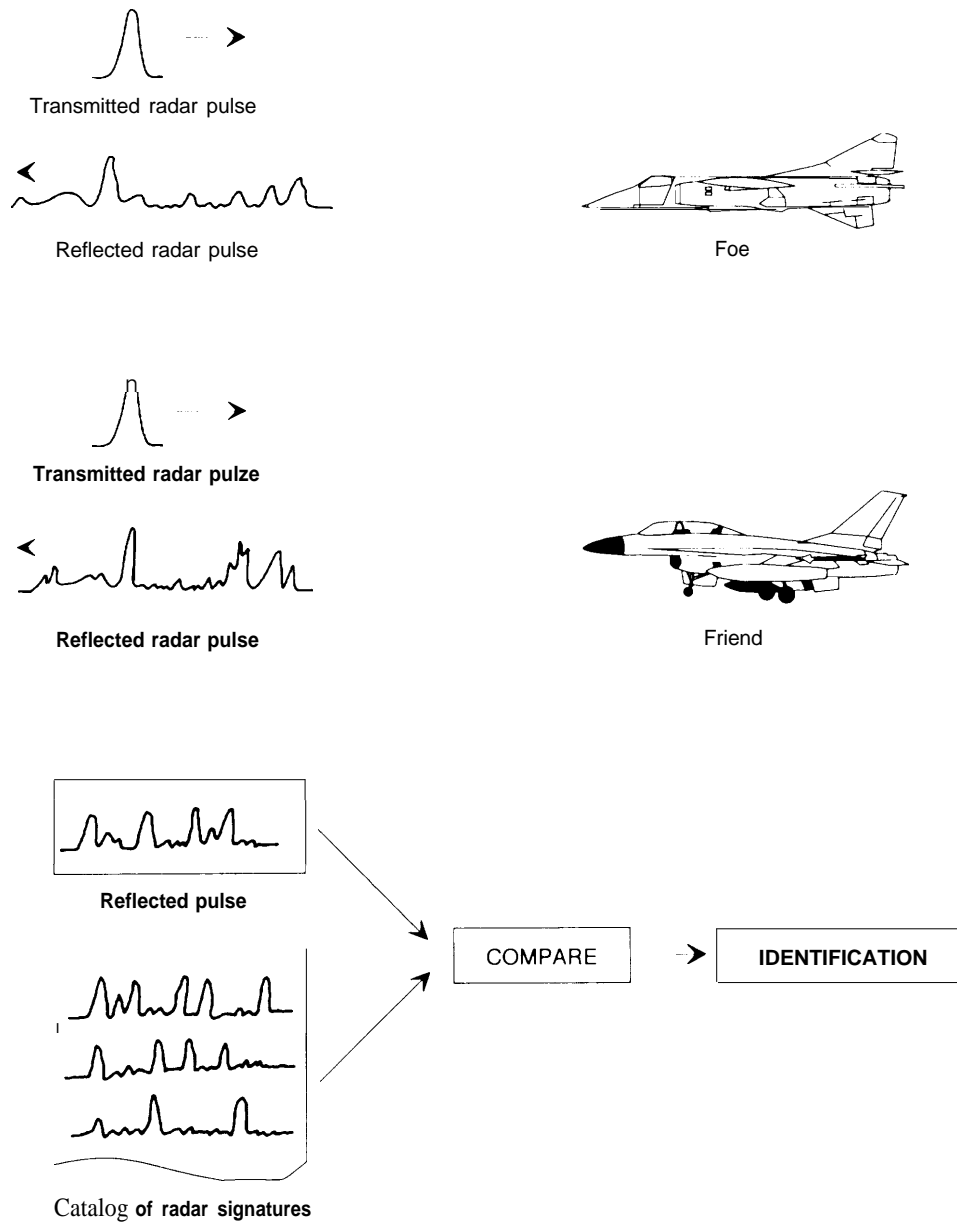 Transmitted radar pulse
Reflected radar pulse
Foe
Transmitted radar pulze
Reflected radar pulse
Friend
Reflected pulse
COMPARE
IDENTIFICATION
Catalog of radar signatures